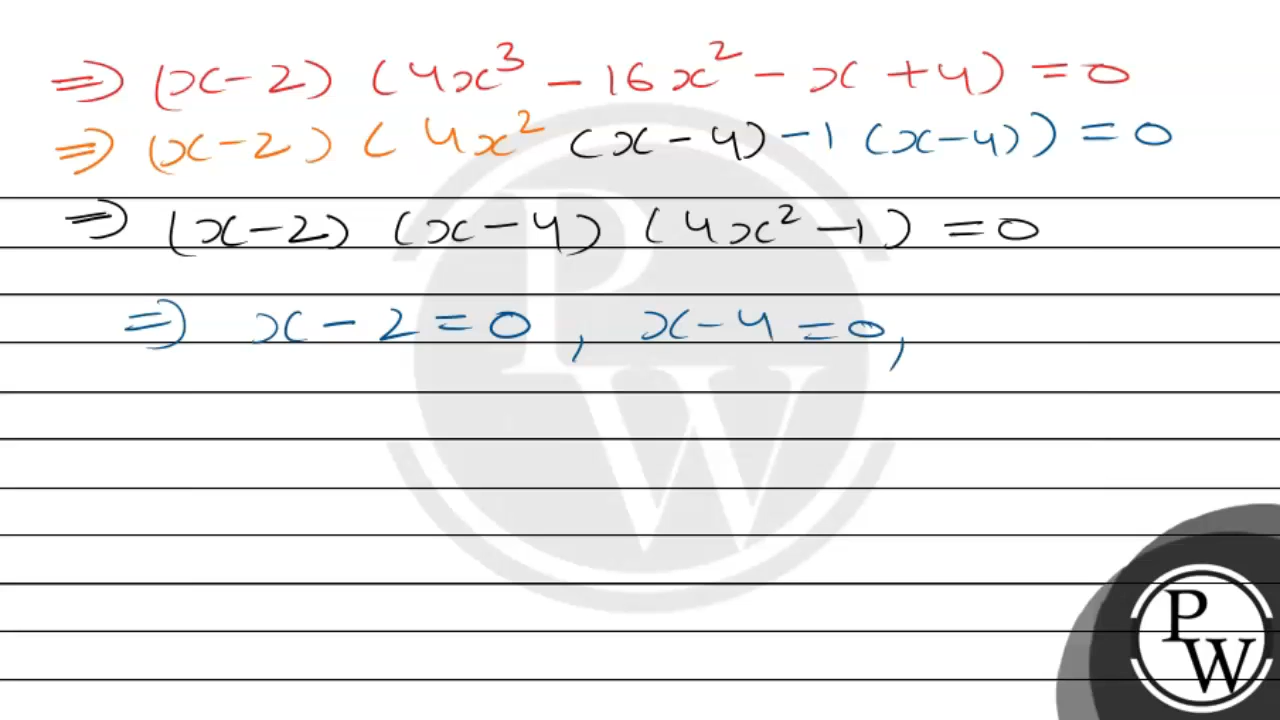 ⇒ (x-2) (4x³ - 16x² - x + 4) = 0
⇒ (x-2) (4x² (x-4) -1 (x-4)) = 0
⇒ (x-2) (x-4) (4x² -1) = 0
⇒ x-2=0, x-4=0,
PW
PW